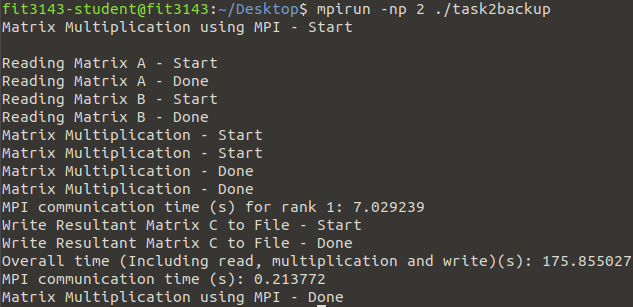 fit3143-student@fit3143:~/Desktop$ mpirun -np 2 ./task2backup
Matrix Multiplication using MPI - Start

Reading Matrix A - Start
Reading Matrix A - Done
Reading Matrix B - Start
Reading Matrix B - Done
Matrix Multiplication - Start
Matrix Multiplication - Start
Matrix Multiplication - Done
Matrix Multiplication - Done
MPI communication time (s) for rank 1: 7.029239
Write Resultant Matrix C to File - Start
Write Resultant Matrix C to File - Done
Overall time (Including read, multiplication and write)(s): 175.855027
MPI communication time (s): 0.213772
Matrix Multiplication using MPI - Done